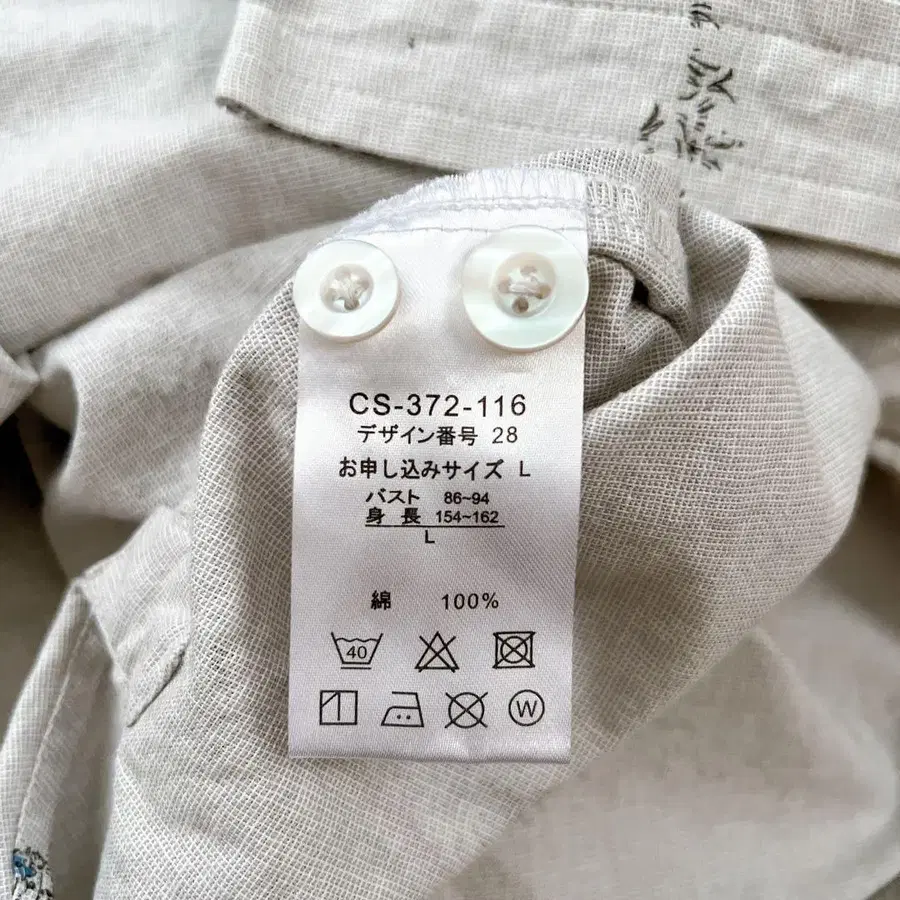 CS-372-116
デザイン番号 28
お申し込みサイズ L
バスト 86~94
身 長 154~162
L
綿 100%
40
W